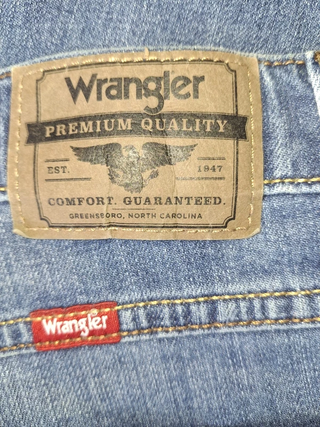 Wrangler
PREMIUM QUALITY
EST. 1947
COMFORT. GUARANTEED.
GREENSBORO, NORTH CAROLINA
Wrangler